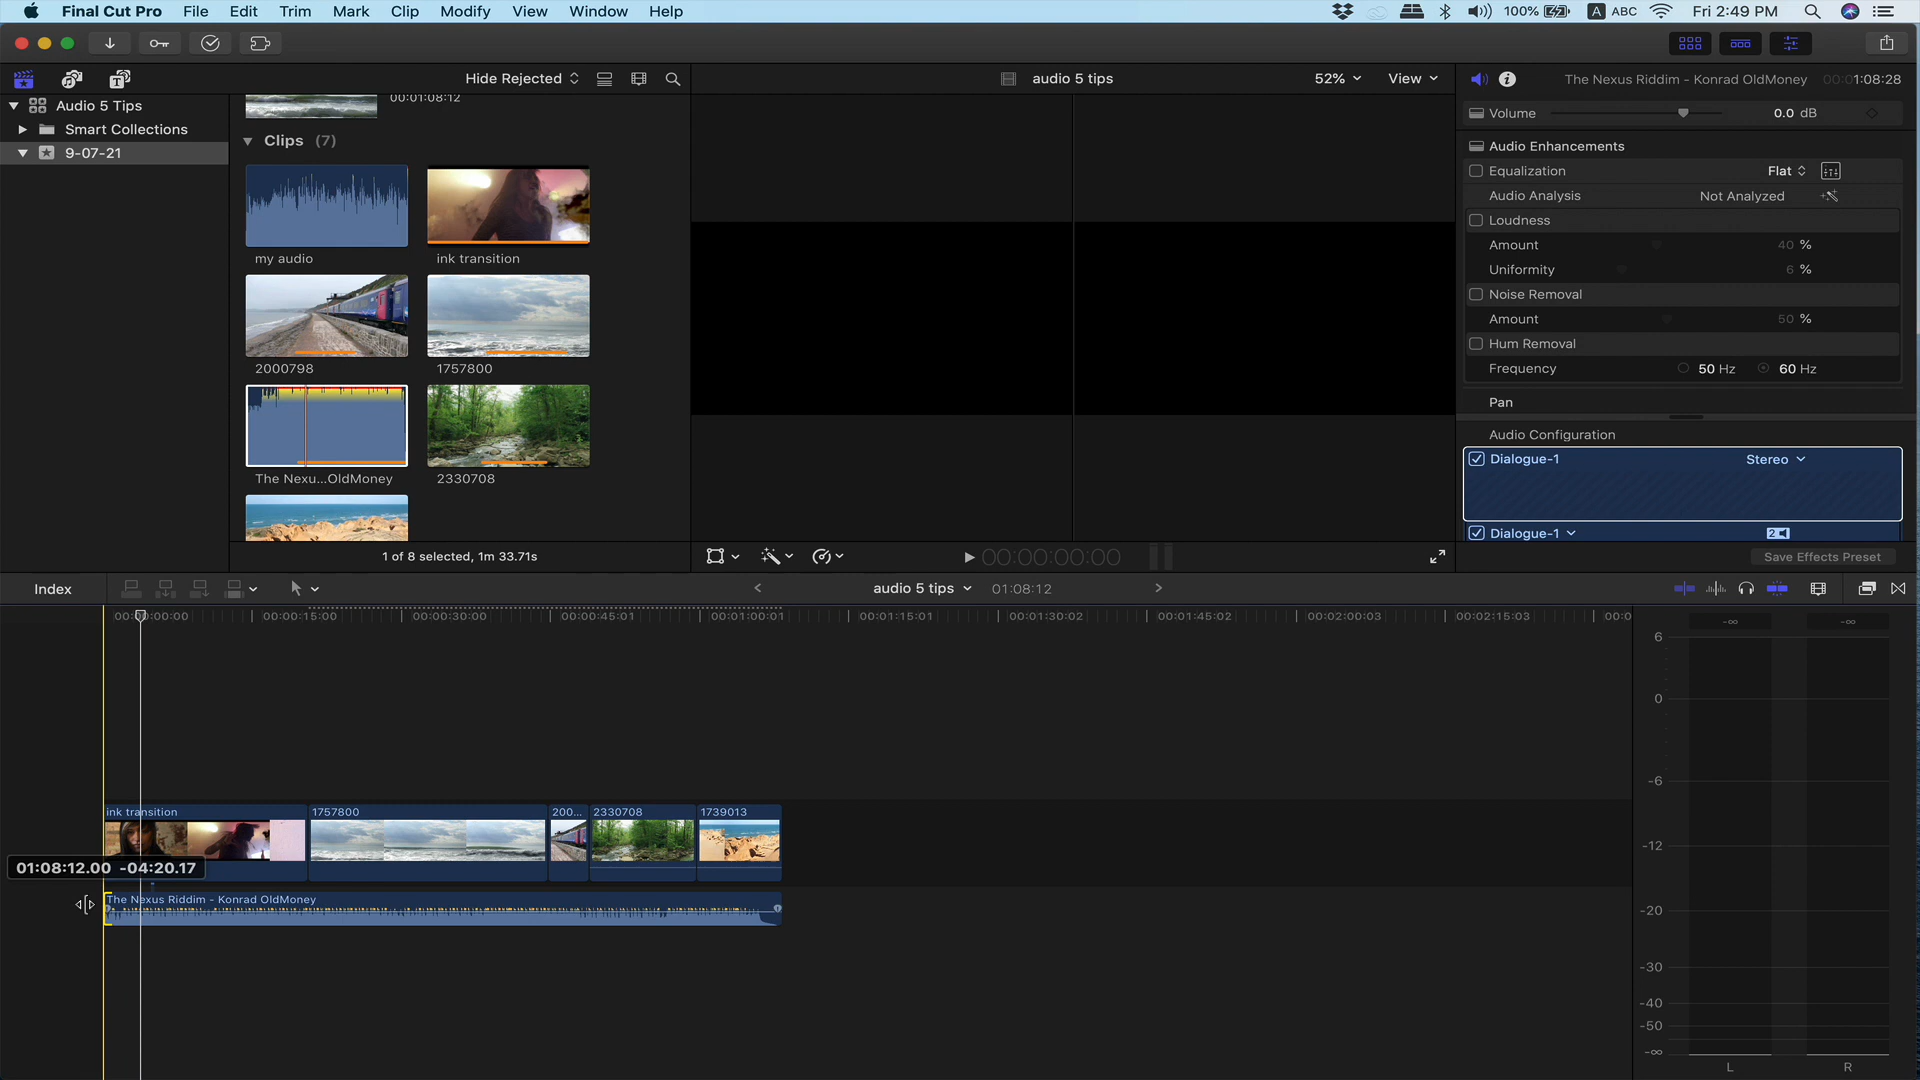 Final Cut Pro File Edit Trim Mark Clip Modify View Window Help 100% A ABC Fri 2:49 PM
Hide Rejected
audio 5 tips 52% View
The Nexus Riddim - Konrad OldMoney 00:01:08:28
Audio 5 Tips
Smart Collections
9-07-21
00:01:08:12
Clips (7)
my audio
ink transition
2000798
1757800
The Nexu...OldMoney
2330708
1 of 8 selected, 1m 33.71s
00:00:00:00
Volume 0.0 dB
Audio Enhancements
Equalization Flat
Audio Analysis Not Analyzed
Loudness
Amount 40 %
Uniformity 6 %
Noise Removal
Amount 50 %
Hum Removal
Frequency 50 Hz 60 Hz
Pan
Audio Configuration
Dialogue-1 Stereo
Dialogue-1 2
Save Effects Preset
Index
audio 5 tips 01:08:12
00:00:00:00 00:00:15:00 00:00:30:00 00:00:45:01 00:01:00:01 00:01:15:01 00:01:30:02 00:01:45:02 00:02:00:03 00:02:15:03 00:0
ink transition 1757800 200... 2330708 1739013
01:08:12.00 -04:20.17
The Nexus Riddim - Konrad OldMoney
-∞ -∞
6
0
-6
-12
-20
-30
-40
-50
-∞
L R